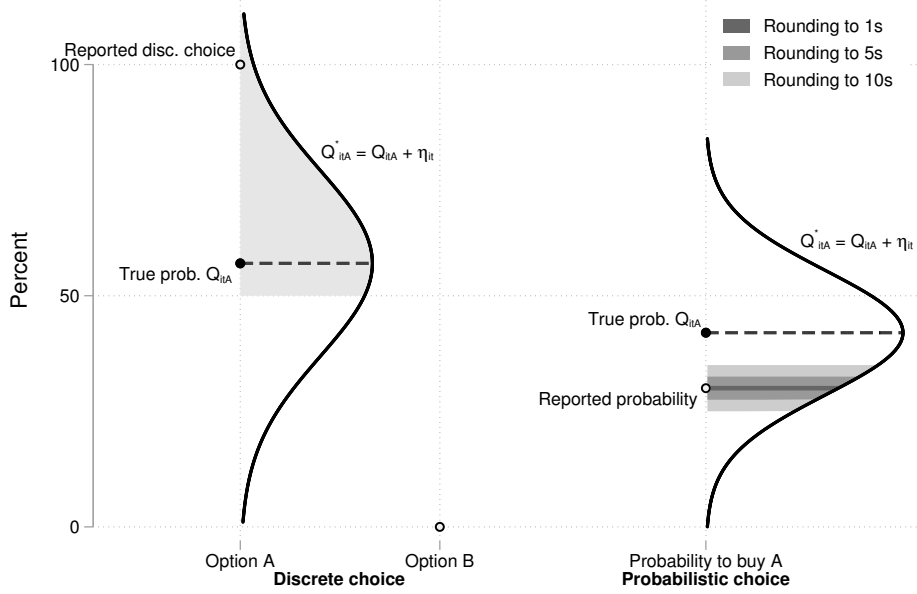 Rounding to 1s
Rounding to 5s
Rounding to 10s
Reported disc. choice
100
Q*itA = QitA + ηit
Q*itA = QitA + ηit
Percent
True prob. QitA
50
True prob. QitA
Reported probability
0
Option A
Option B
Probability to buy A
Discrete choice
Probabilistic choice